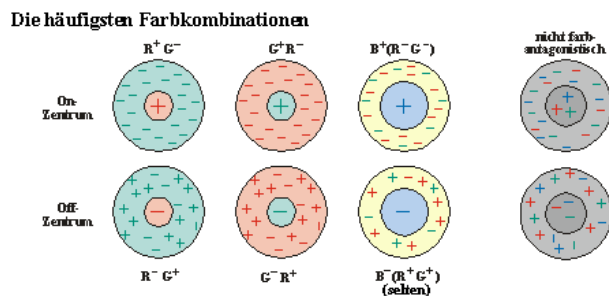 Die häufigsten Farbkombinationen
R⁺ G⁻
G⁺ R⁻
B⁺(R⁻G⁻)
nicht farb-
antagonistisch
On-
Zentrum
Off-
Zentrum
R⁻ G⁺
G⁻ R⁺
B⁻(R⁺G⁺)
(selten)